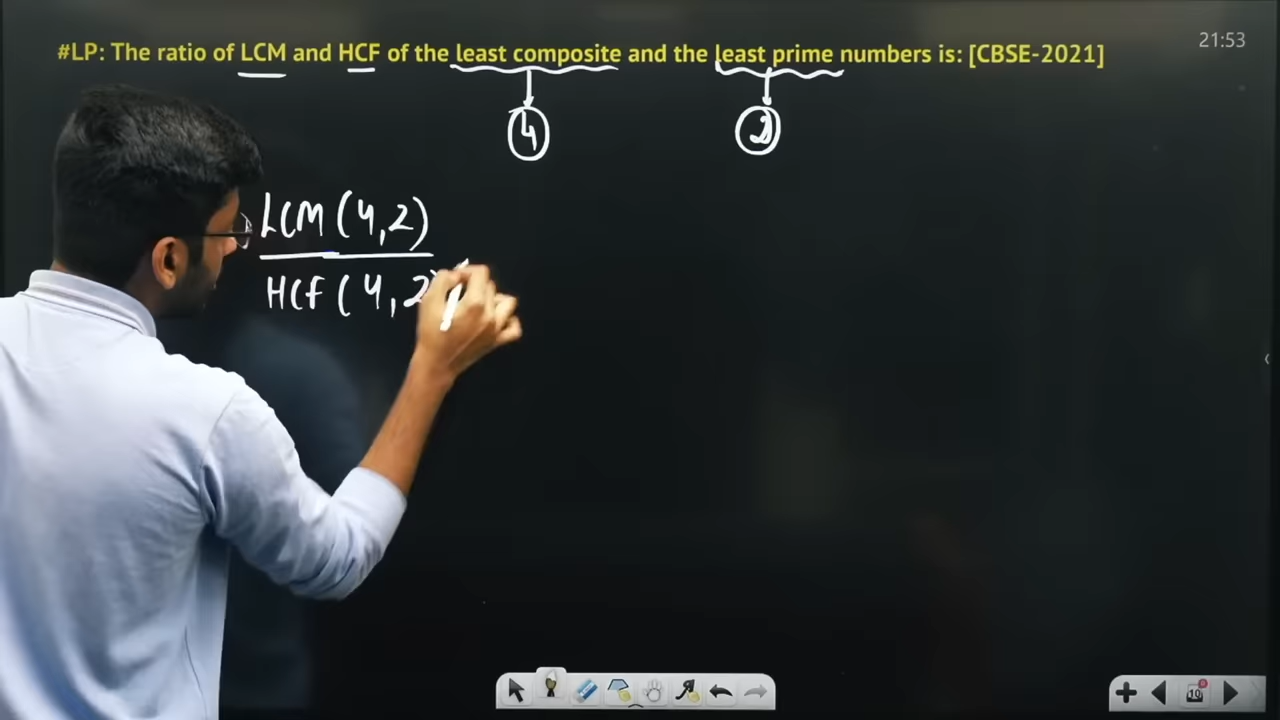 #LP: The ratio of LCM and HCF of the least composite and the least prime numbers is: [CBSE-2021]
21:53
4
2
LCM (4,2)
HCF (4,2)
10